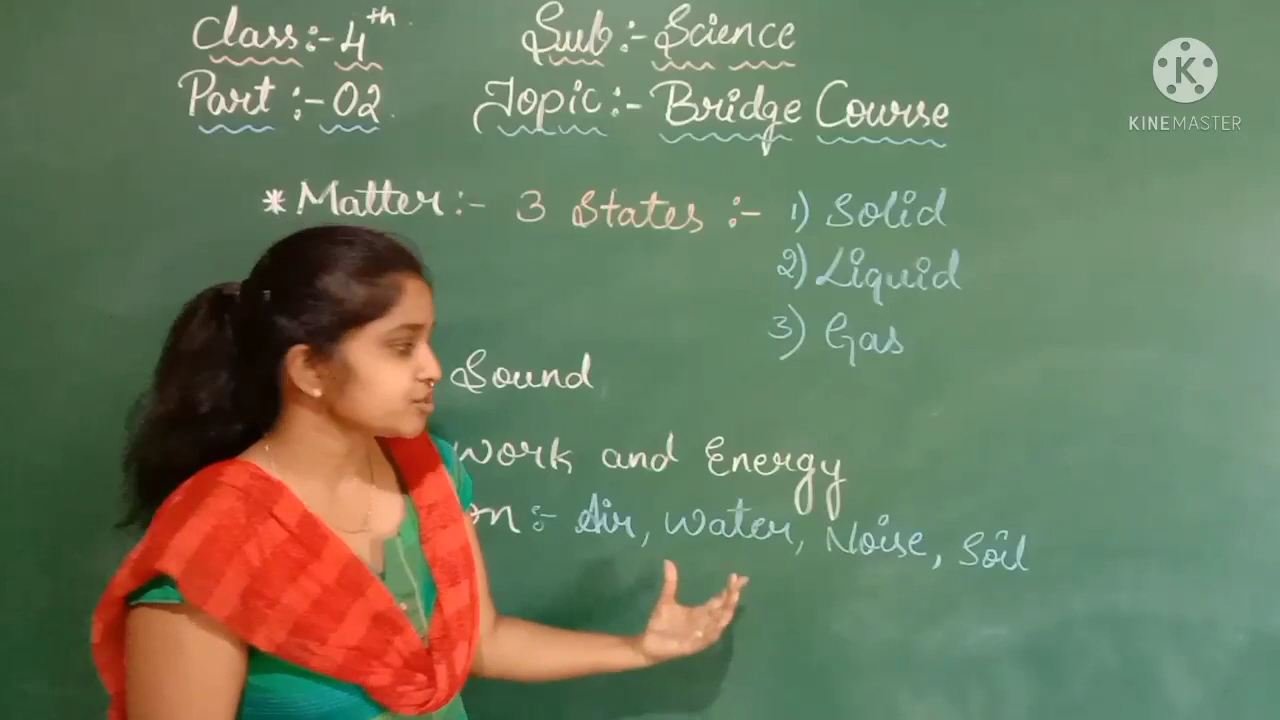 Class:- 4th. Sub:- Science
Part:- 02. Topic:- Bridge Course
* Matter:- 3 States:- 1) Solid
2) Liquid
3) Gas
Sound
Work and Energy
on:- Air, Water, Noise, Soil
K
KINEMASTER